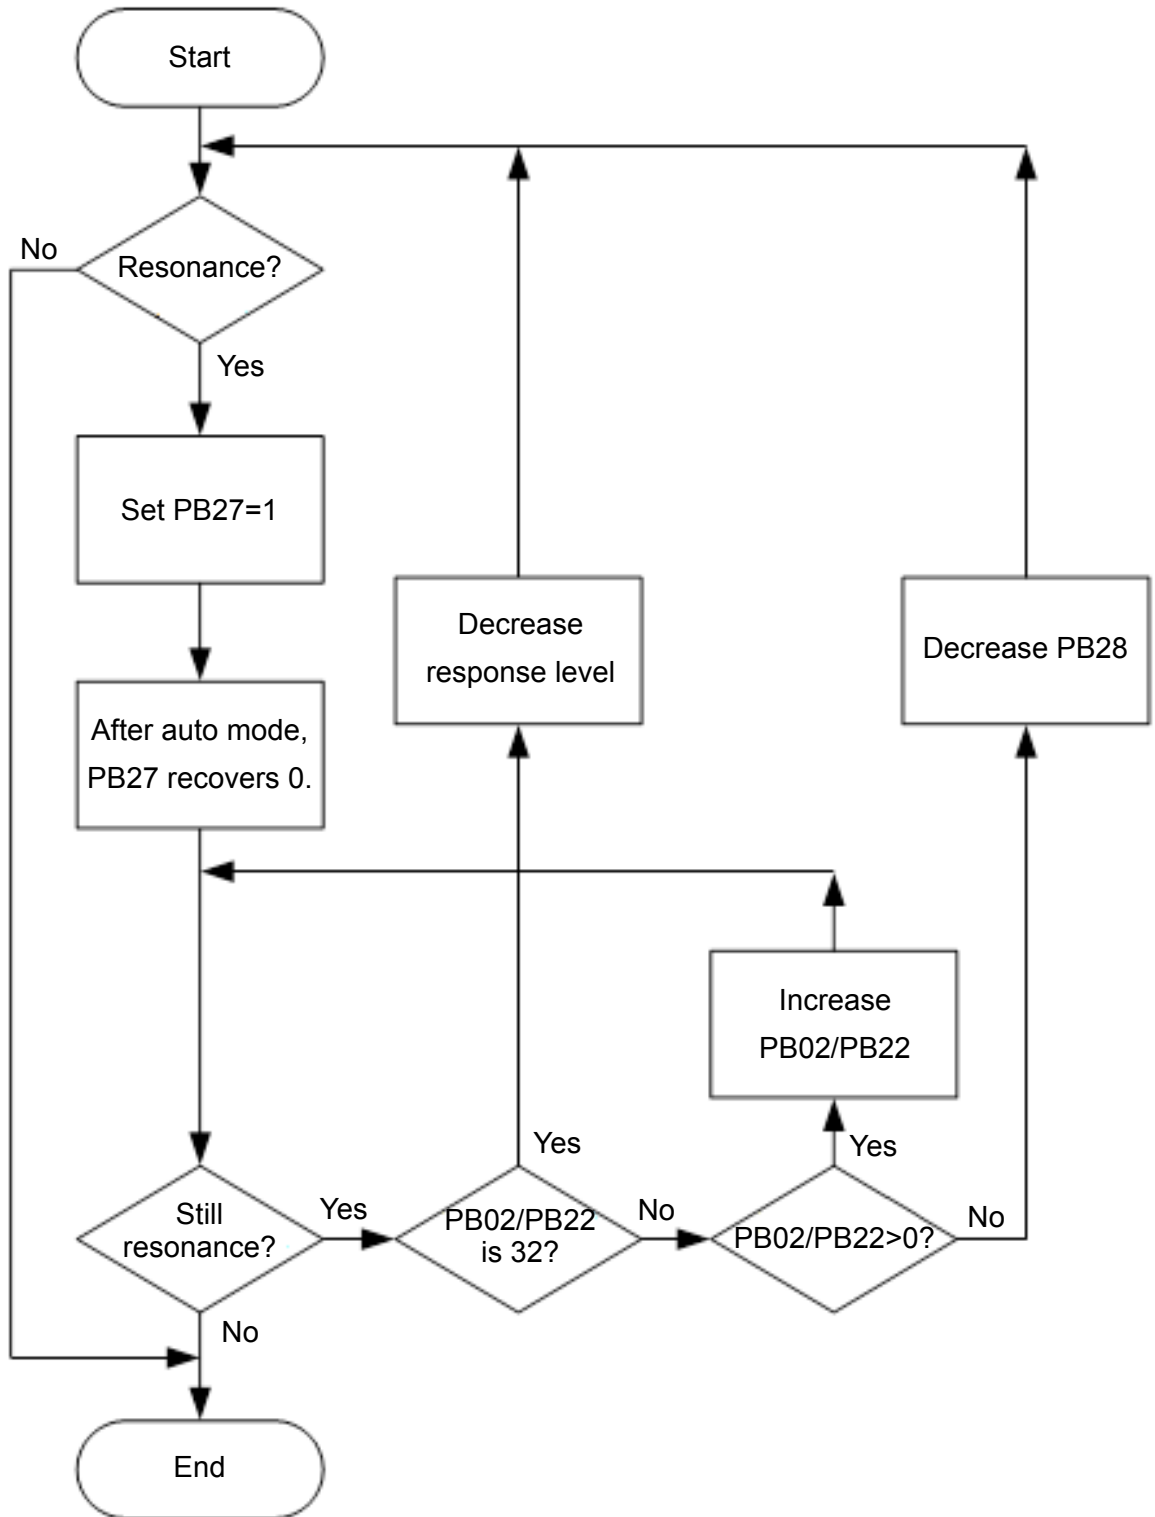 Start
No
Resonance?
Yes
Set PB27=1
Decrease
response level
Decrease PB28
After auto mode,
PB27 recovers 0.
Increase
PB02/PB22
Yes
Yes
Still
resonance?
Yes
PB02/PB22
is 32?
No
PB02/PB22>0?
No
No
End